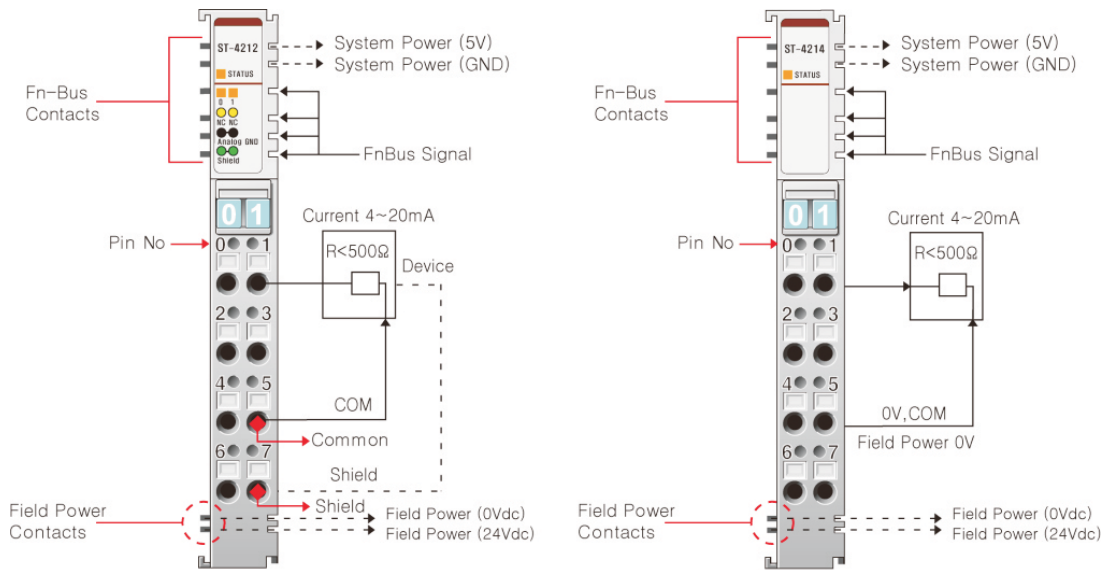 ST-4212
STATUS
0 1
NC NC
Analog GND
Shield
System Power (5V)
System Power (GND)
Fn-Bus
Contacts
FnBus Signal
0 1
Current 4~20mA
Pin No
0 1
R<500Ω
Device
2 3
4 5
COM
Common
6 7
Shield
Shield
Field Power
Contacts
Field Power (0Vdc)
Field Power (24Vdc)
ST-4214
STATUS
System Power (5V)
System Power (GND)
Fn-Bus
Contacts
FnBus Signal
0 1
Current 4~20mA
Pin No
0 1
R<500Ω
2 3
4 5
0V,COM
Field Power 0V
6 7
Field Power
Contacts
Field Power (0Vdc)
Field Power (24Vdc)